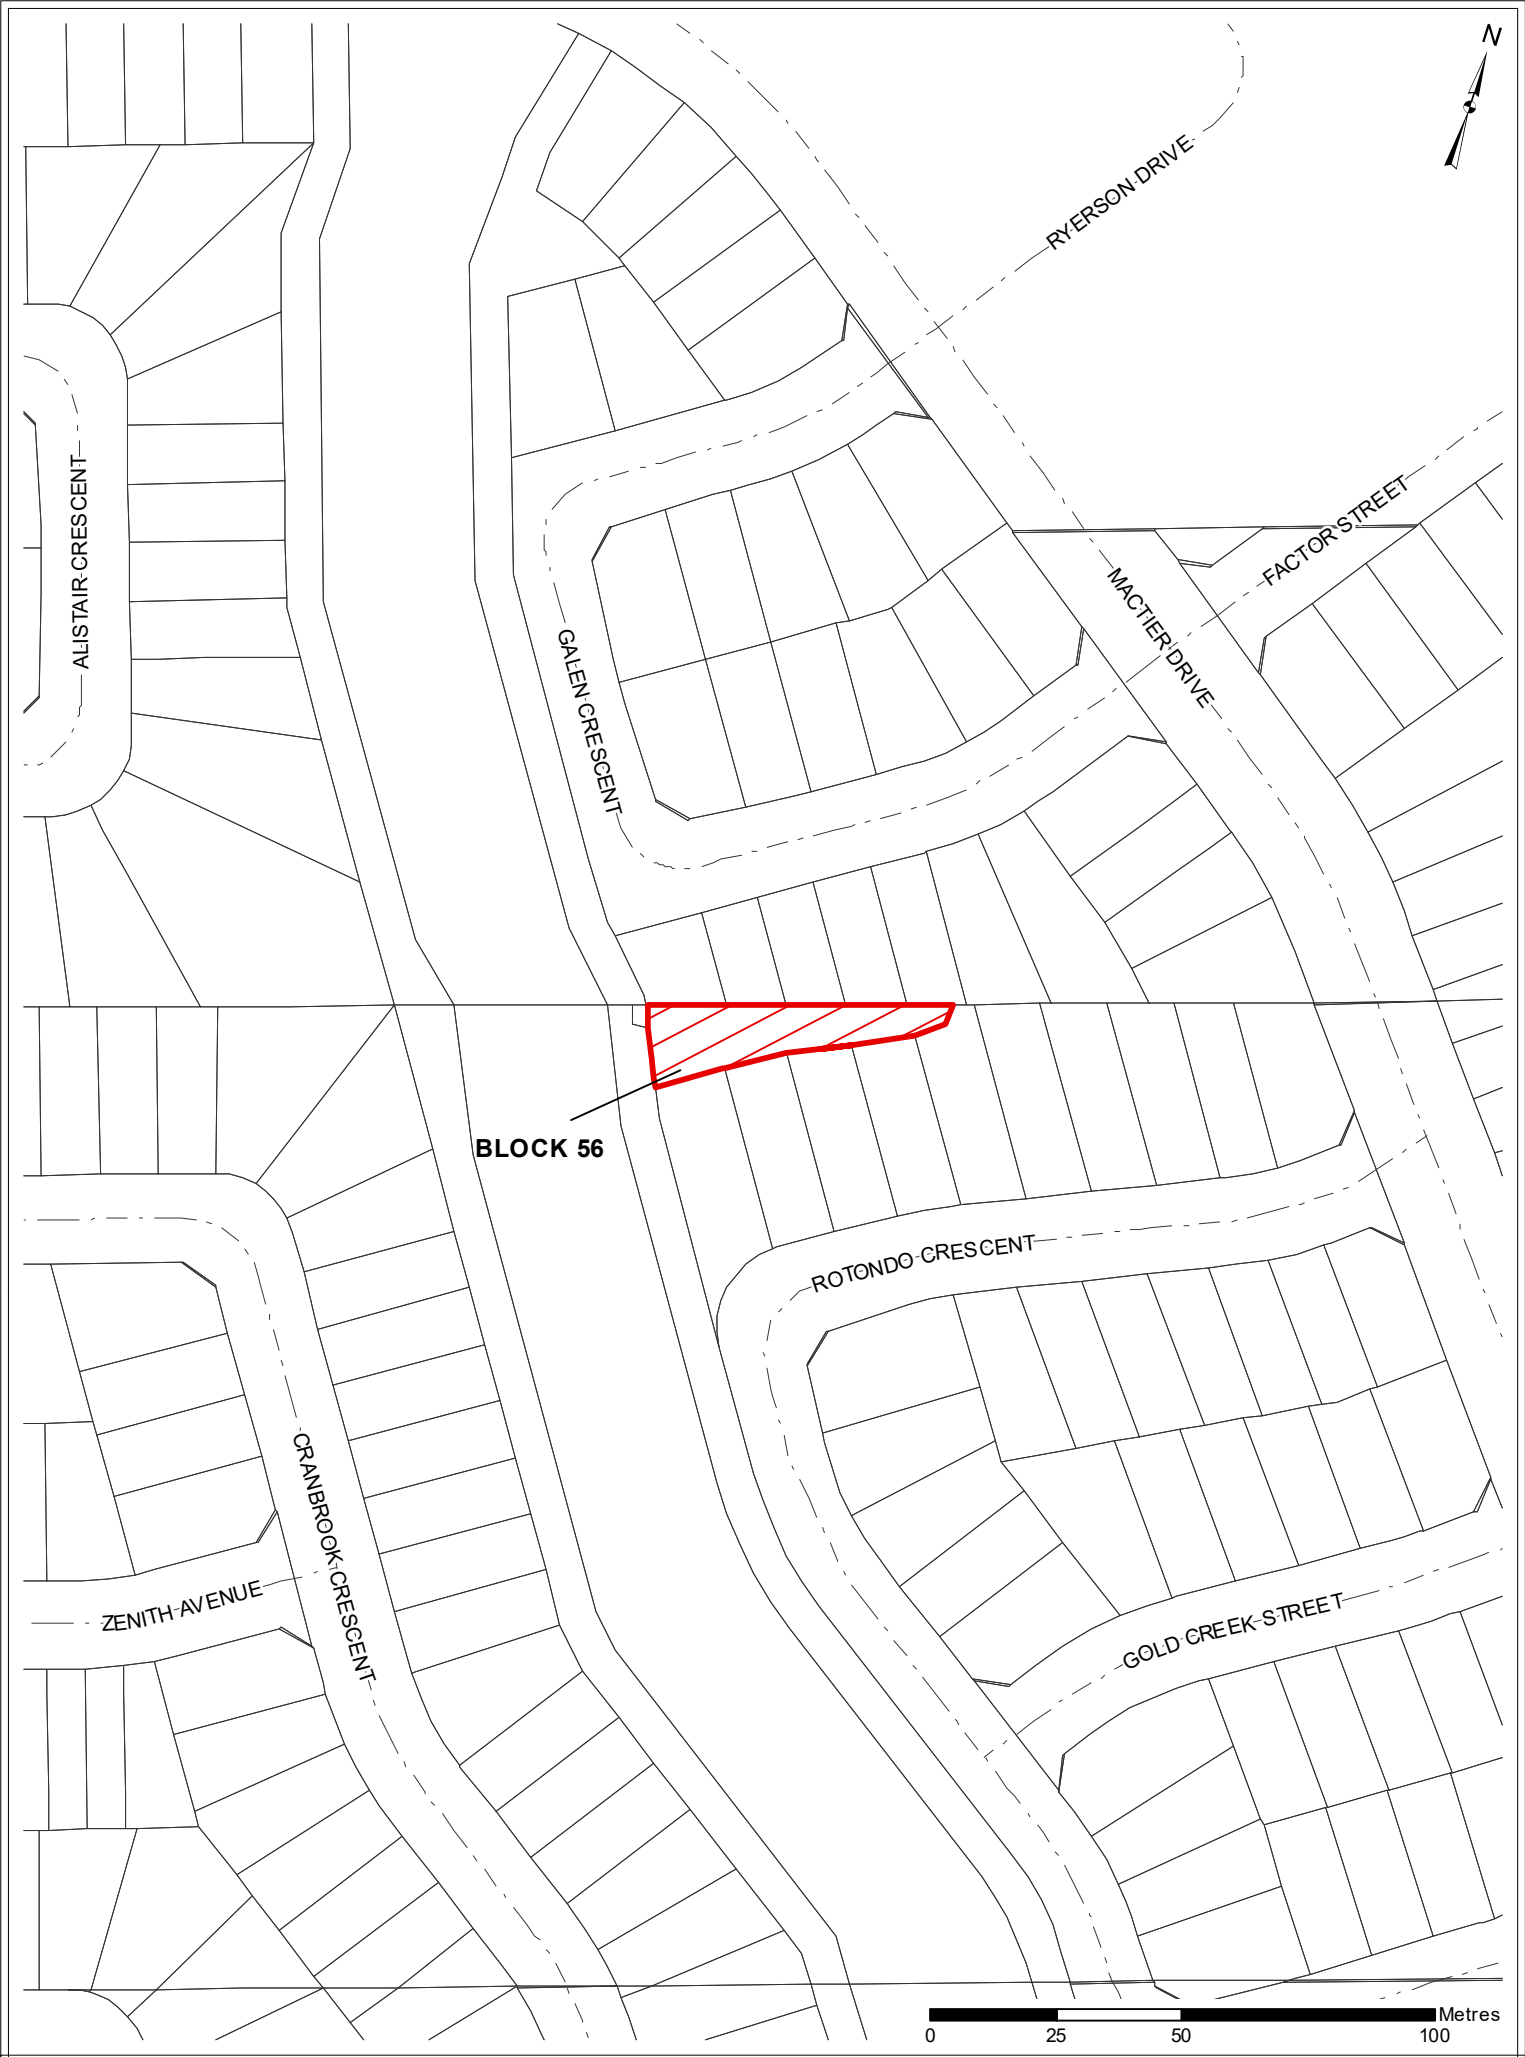 N
RYERSON DRIVE
ALISTAIR CRESCENT
FACTOR STREET
MACTIER DRIVE
GALEN CRESCENT
BLOCK 56
ROTONDO CRESCENT
CRANBROOK CRESCENT
ZENITH AVENUE
GOLD CREEK STREET
Metres
0 25 50 100